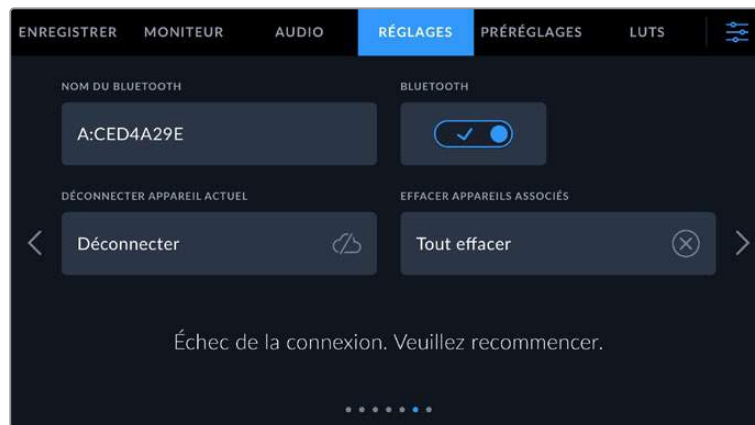 ENREGISTRER MONITEUR AUDIO RÉGLAGES PRÉRÉGLAGES LUTS
NOM DU BLUETOOTH BLUETOOTH
A:CED4A29E
DÉCONNECTER APPAREIL ACTUEL EFFACER APPAREILS ASSOCIÉS
Déconnecter Tout effacer
Échec de la connexion. Veuillez recommencer.